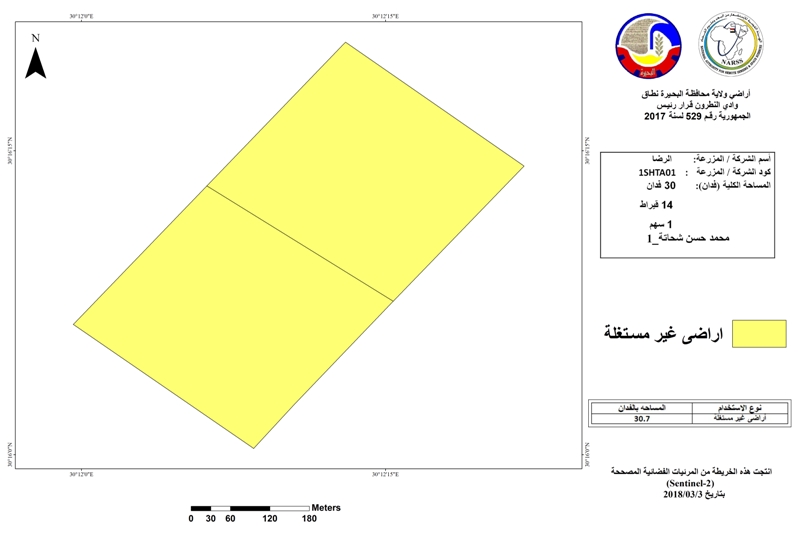 30°12'0"E
30°12'15"E
N
30°16'15"N
30°16'15"N
30°16'0"N
30°16'0"N
30°12'0"E
30°12'15"E
Meters
0 30 60 120 180
البحيرة
NARSS
أراضي ولاية محافظة البحيرة نطاق
وادي النطرون قرار رئيس
الجمهورية رقم 529 لسنة 2017
أسم الشركة / المزرعة: الرضا
كود الشركة / المزرعة : 1SHTA01
المساحة الكلية (فدان): 30 فدان
14 قيراط
1 سهم
محمد حسن شحاتة_1
اراضى غير مستغلة
نوع الاستخدام المساحه بالفدان
اراضى غير مستغله 30.7
انتجت هذه الخريطة من المرئيات الفضائية المصححة
(Sentinel-2)
بتاريخ 2018/03/3